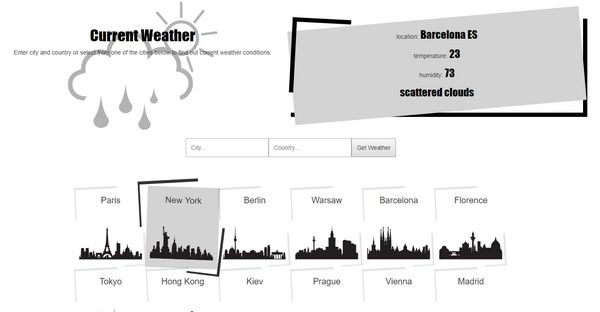 Current Weather
Enter city and country or select from one of the cities below to find out current weather conditions.
location: Barcelona ES
temperature: 23
humidity: 73
scattered clouds
City... Country... Get Weather
Paris New York Berlin Warsaw Barcelona Florence
Tokyo Hong Kong Kiev Prague Vienna Madrid